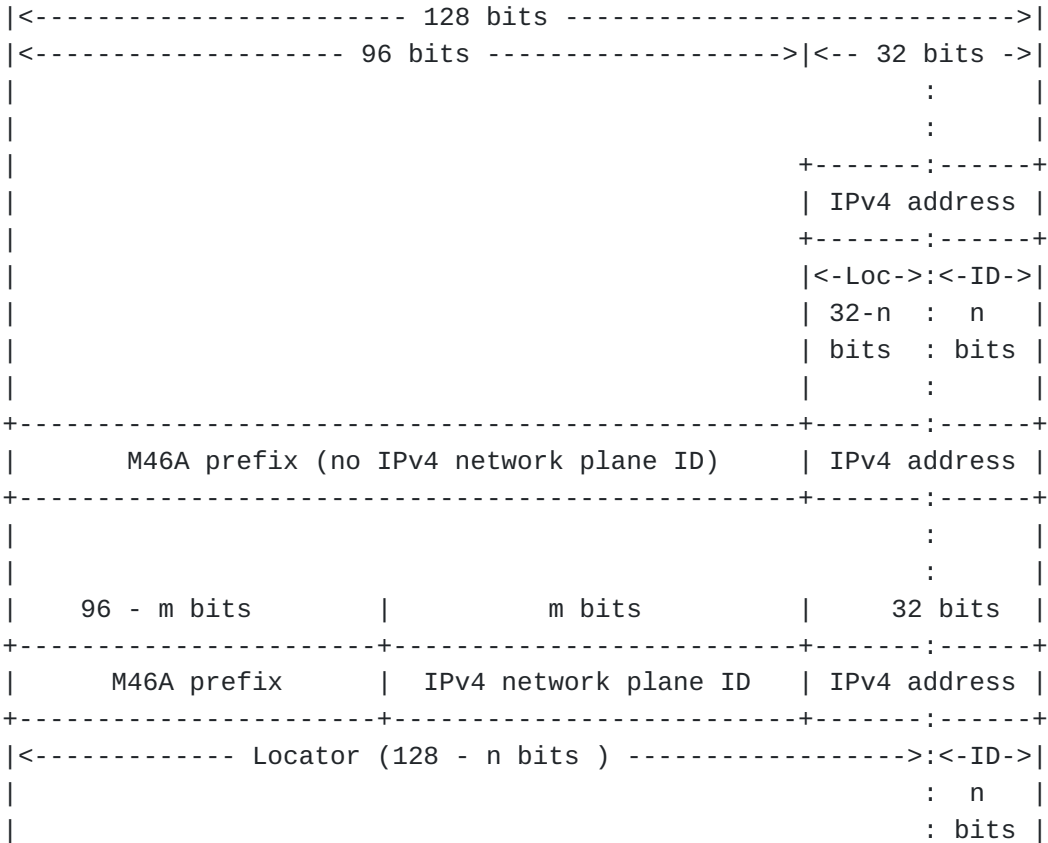 |<------------------------ 128 bits ----------------------------->|
|<-------------------- 96 bits ------------------->|<-- 32 bits ->|
|                                                          :      |
|                                                          :      |
|                                                  +-------:------+
|                                                  | IPv4 address |
|                                                  +-------:------+
|                                                  |<-Loc->:<-ID->|
|                                                  | 32-n  :  n   |
|                                                  | bits  : bits |
|                                                  |       :      |
+--------------------------------------------------+-------:------+
|       M46A prefix (no IPv4 network plane ID)     | IPv4 address |
+--------------------------------------------------+-------:------+
|                                                          :      |
|                                                          :      |
|    96 - m bits        |          m bits          |     32 bits  |
+-----------------------+--------------------------+-------:------+
|      M46A prefix      |  IPv4 network plane ID   | IPv4 address |
+-----------------------+--------------------------+-------:------+
|<------------- Locator (128 - n bits ) ------------------>:<-ID->|
|                                                          :  n   |
|                                                          : bits |